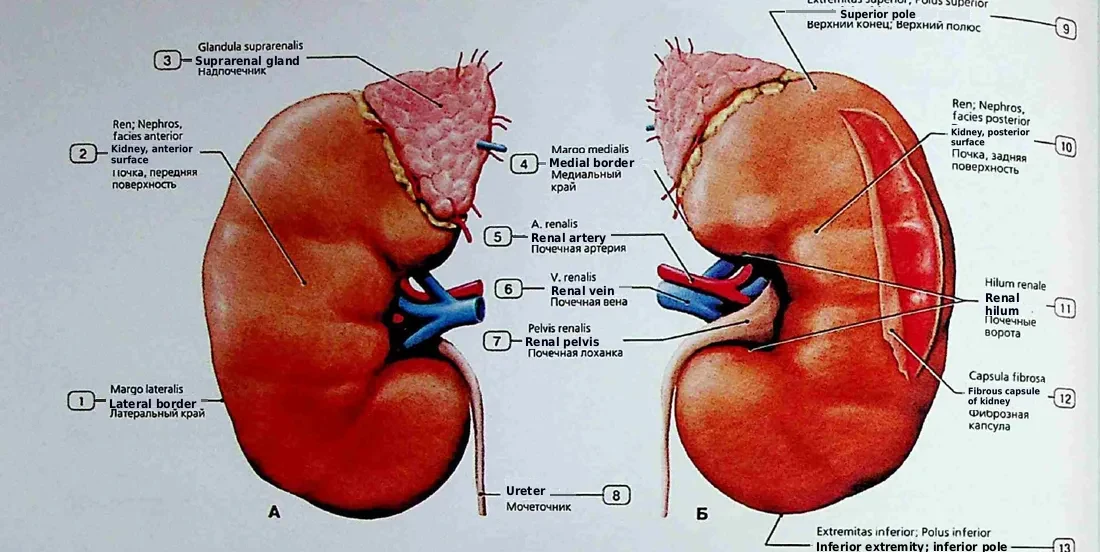 Superior pole
Верхний конец; Верхний полюс
9
Glandula suprarenalis
3
Suprarenal gland
Надпочечник
Ren; Nephros,
facies anterior
2
Kidney, anterior
surface
Почка, передняя
поверхность
Margo medialis
4
Medial border
Медиальный
край
Ren; Nephros,
facies posterior
Kidney, posterior
surface
10
Почка, задняя
поверхность
A. renalis
5
Renal artery
Почечная артерия
V. renalis
6
Renal vein
Почечная вена
Pelvis renalis
7
Renal pelvis
Почечная лоханка
Hilum renale
Renal
hilum
11
Почечные
ворота
Margo lateralis
1
Lateral border
Латеральный край
Capsula fibrosa
Fibrous capsule
of kidney
12
Фиброзная
капсула
Ureter
8
Мочеточник
А
Б
Extremitas inferior; Polus inferior
Inferior extremity; inferior pole
13